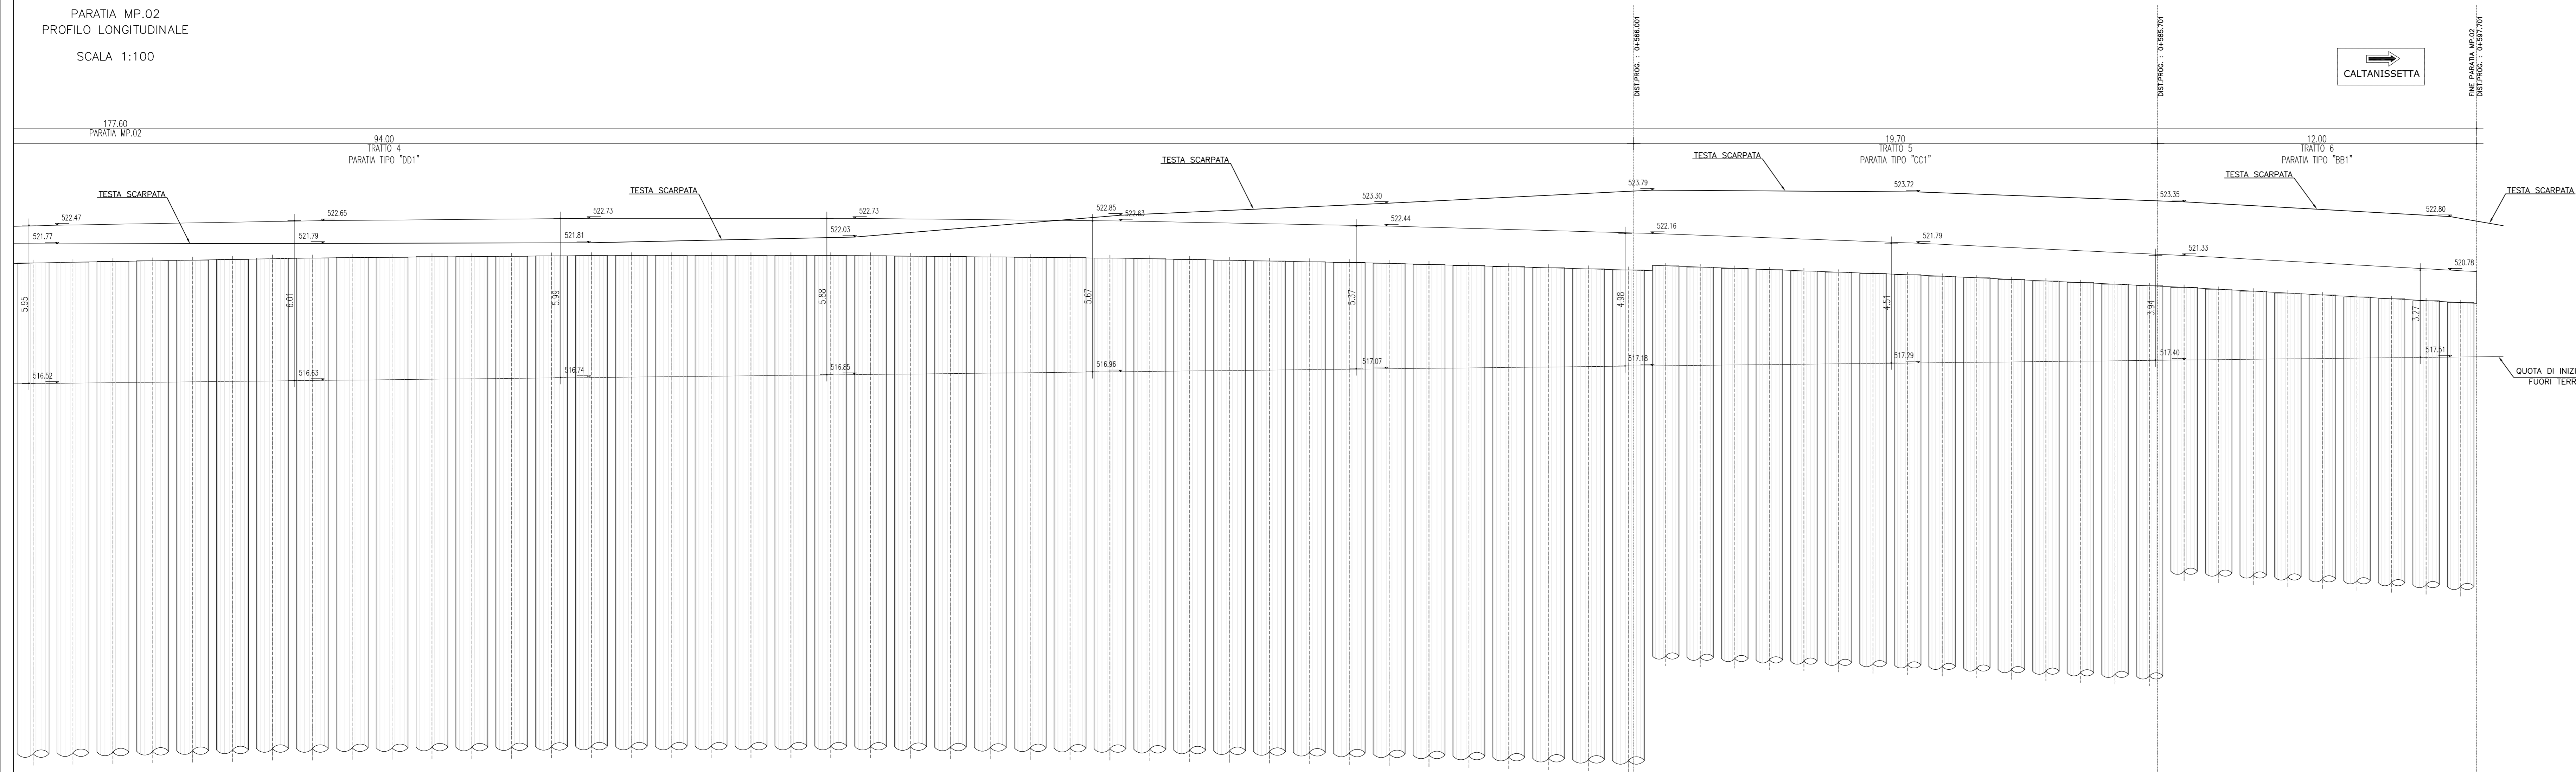 PARATIA MP.02
PROFILO LONGITUDINALE
SCALA 1:100
DIST.PROG. : 0+566.001
DIST.PROG. : 0+585.701
FINE PARATIA MP.02
DIST.PROG. : 0+597.701
CALTANISSETTA
177.60
PARATIA MP.02
94.00
TRATTO 4
PARATIA TIPO "DD1"
19.70
TRATTO 5
PARATIA TIPO "CC1"
12.00
TRATTO 6
PARATIA TIPO "BB1"
TESTA SCARPATA
TESTA SCARPATA
TESTA SCARPATA
TESTA SCARPATA
TESTA SCARPATA
TESTA SCARPATA
522.47
522.65
522.73
522.73
522.85
522.63
523.30
522.44
523.79
522.16
523.72
521.79
523.35
521.33
522.80
520.78
521.77
521.79
521.81
522.03
5.95
6.01
5.99
5.88
5.67
5.37
4.98
4.51
3.94
3.27
516.52
516.63
516.74
516.85
516.96
517.07
517.18
517.29
517.40
517.51
QUOTA DI INIZI
FUORI TERR